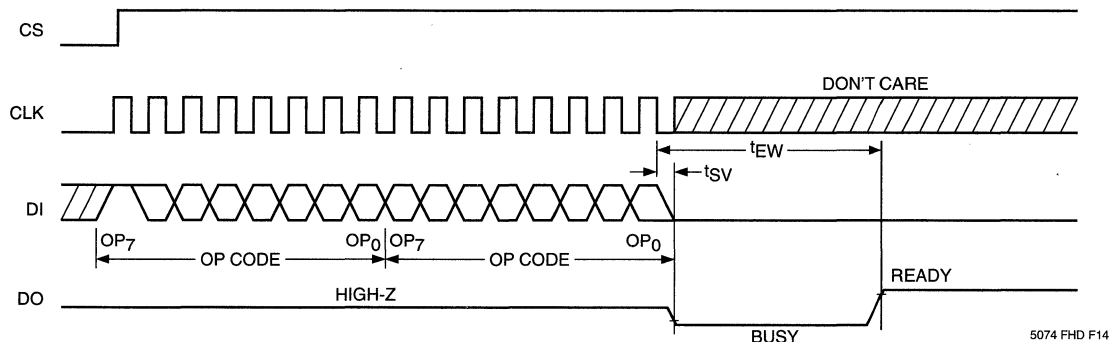 CS
DON'T CARE
CLK
tEW
tSV
DI
OP7 OP0 OP7 OP0
OP CODE OP CODE
READY
HIGH-Z
DO
BUSY
5074 FHD F14